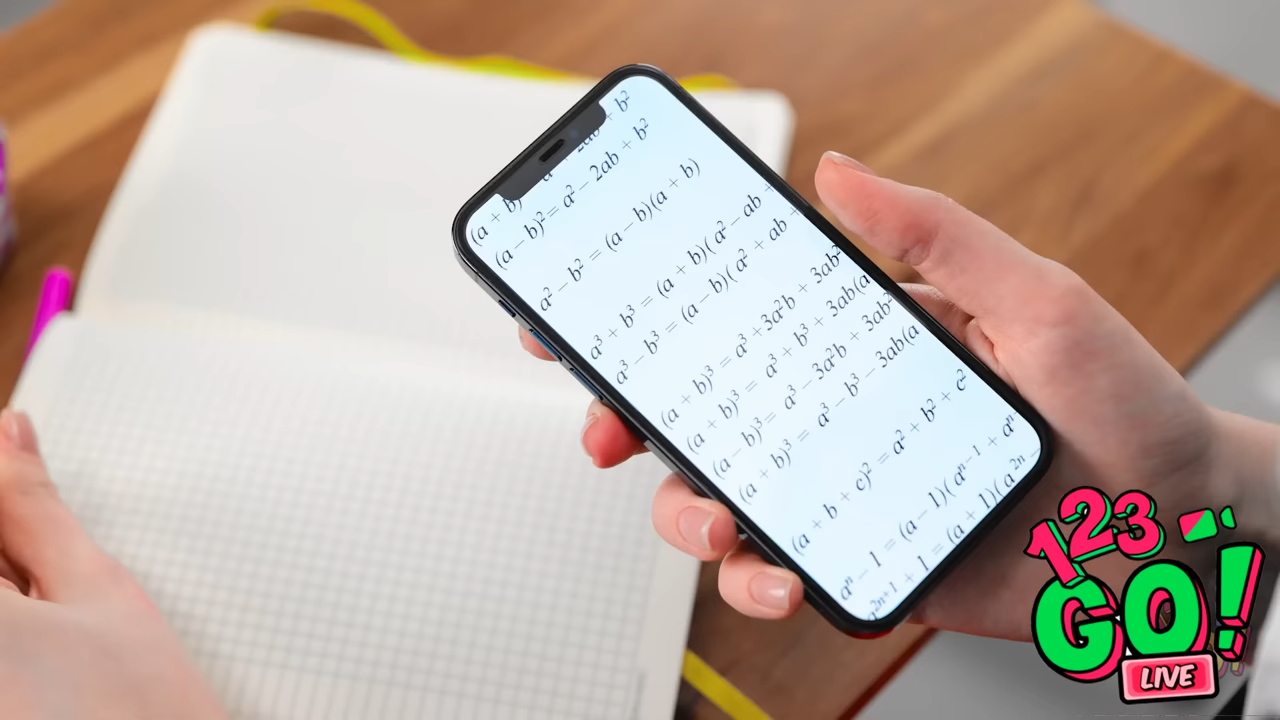 (a + b) a 2ab + b²
(a − b)² = a² − 2ab + b²
a² − b² = (a − b)(a + b)
a³ + b³ = (a + b)(a² − ab +
a³ − b³ = (a − b)(a² + ab +
(a + b)³ = a³ + 3a²b + 3ab²
(a + b)³ = a³ + b³ + 3ab(a
(a − b)³ = a³ − 3a²b + 3ab²
(a + b)³ = a³ − b³ − 3ab(a
(a + b + c)² = a² + b² + c²
aⁿ − 1 = (a − 1)(aⁿ⁻¹ + aⁿ⁻
a²ⁿ⁺¹ + 1 = (a + 1)(a²ⁿ −
123
GO!
LIVE